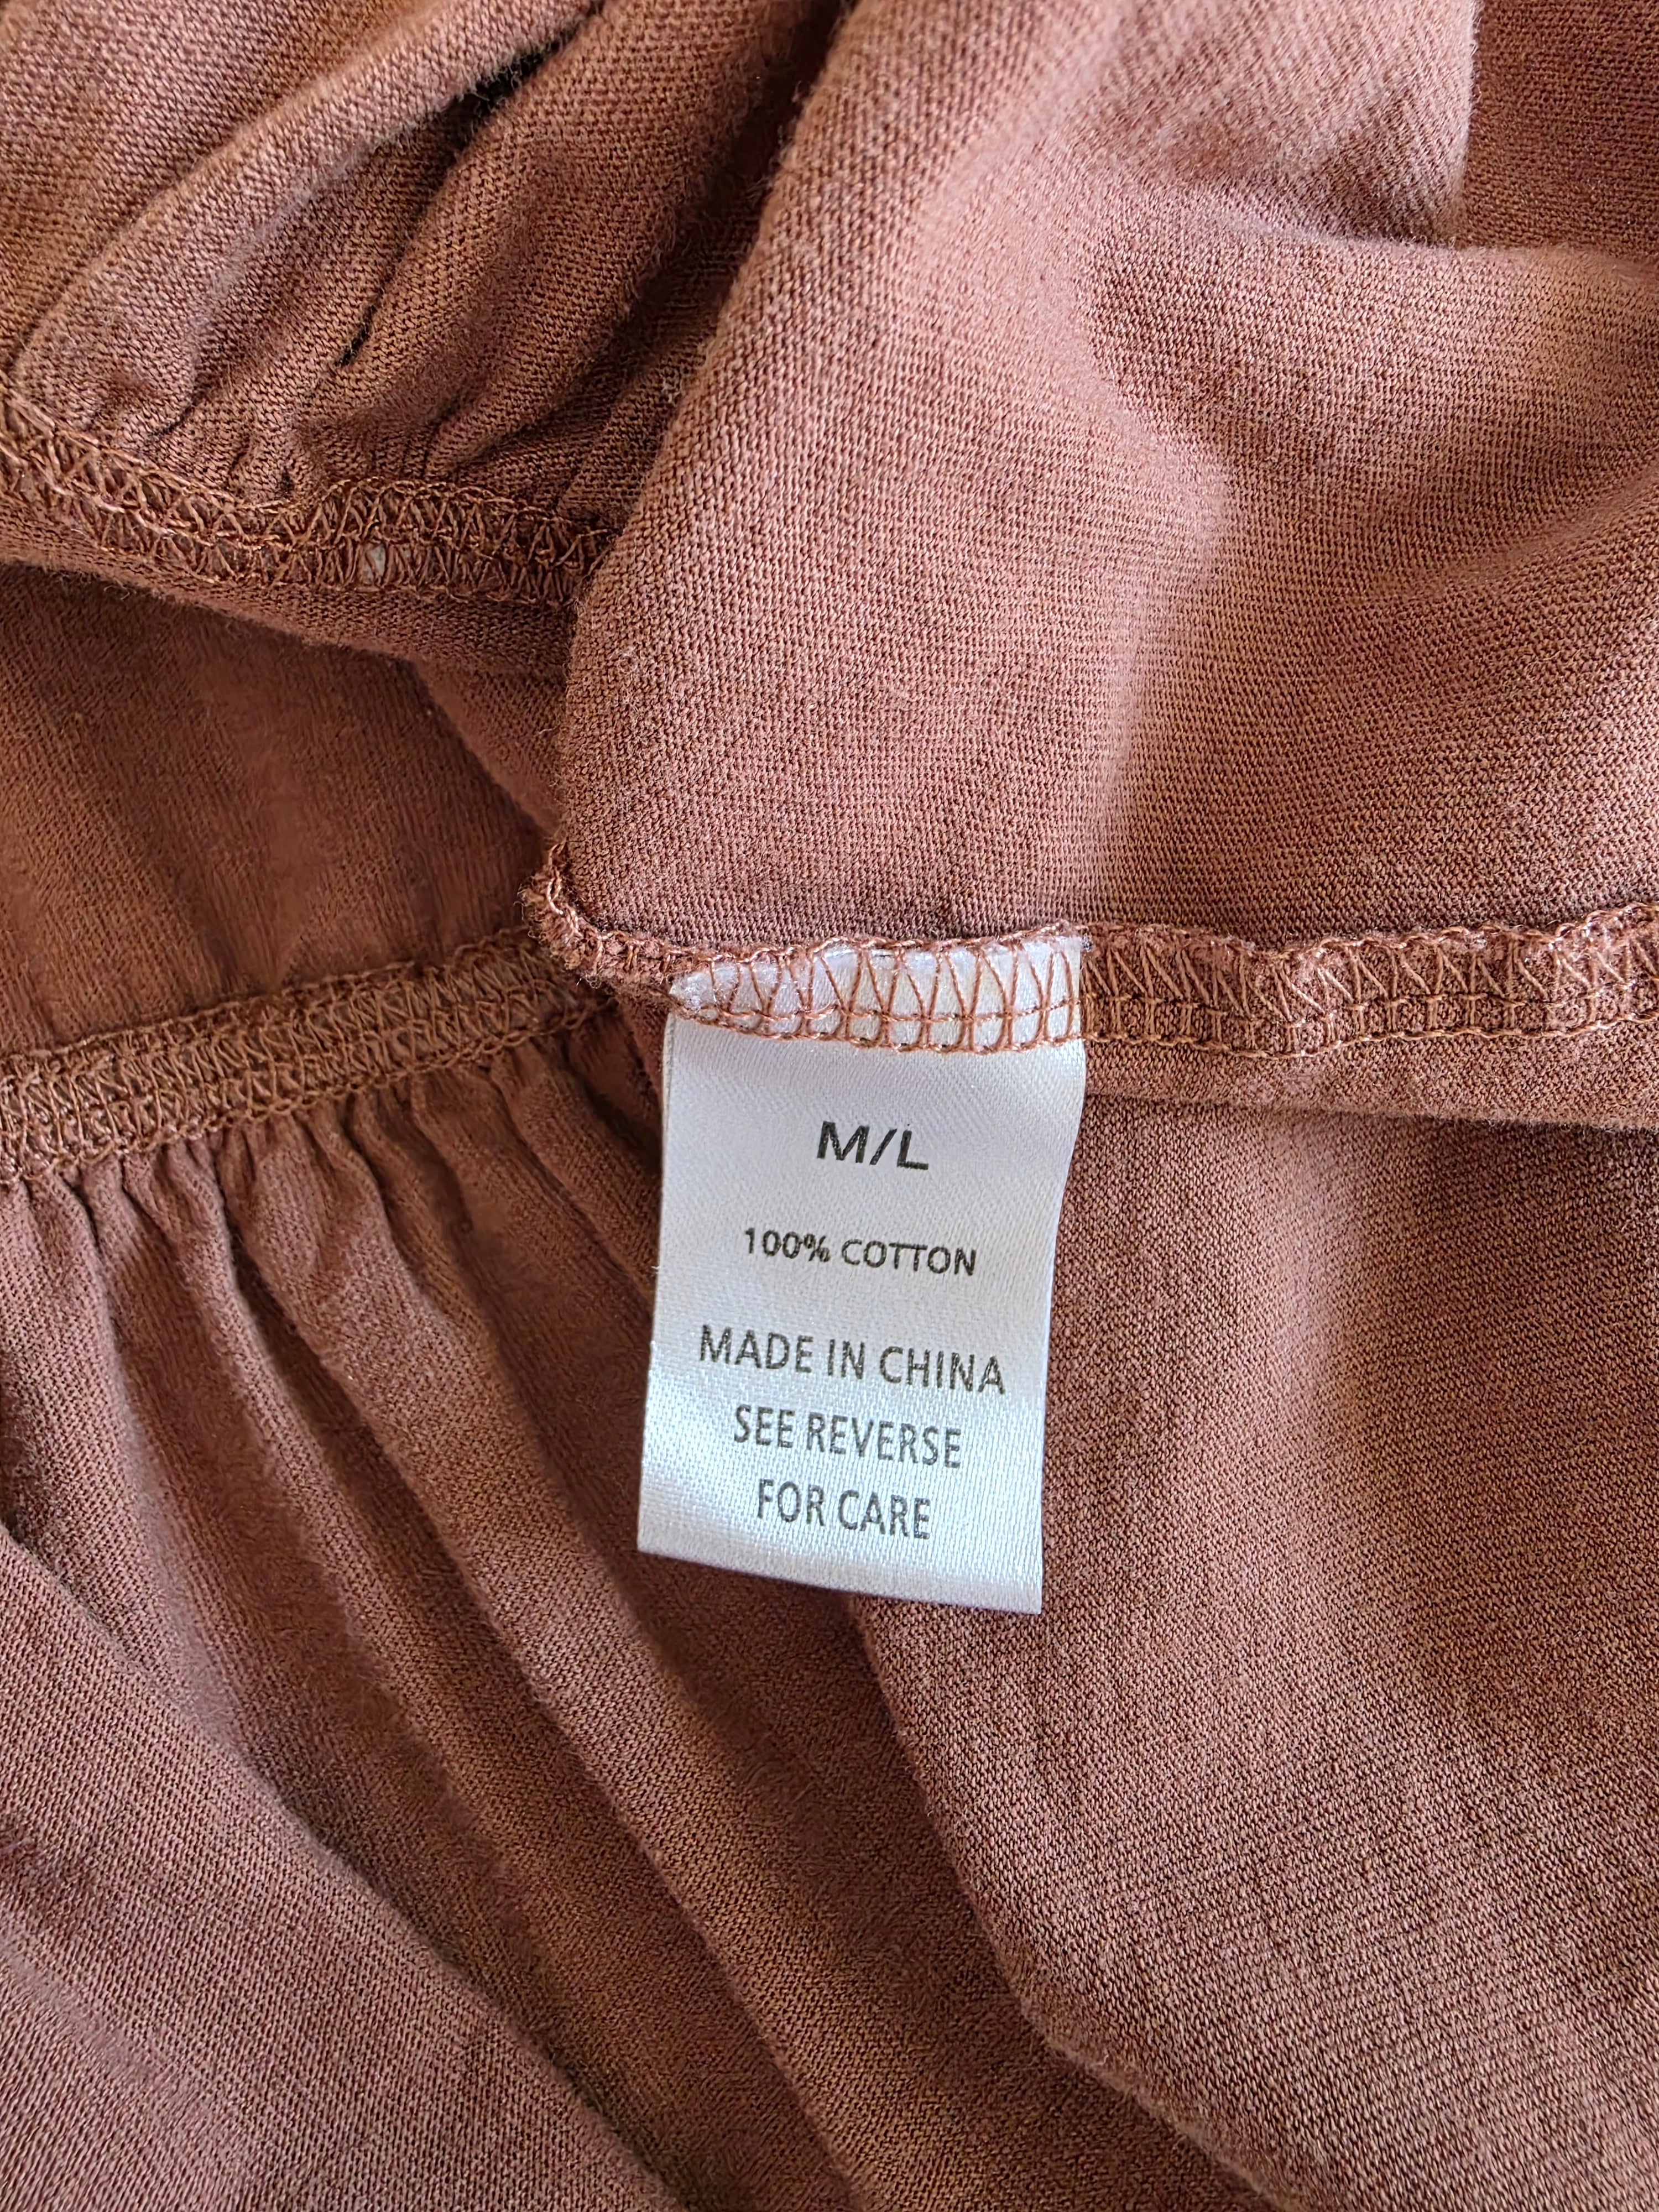 M/L
100% COTTON
MADE IN CHINA
SEE REVERSE
FOR CARE